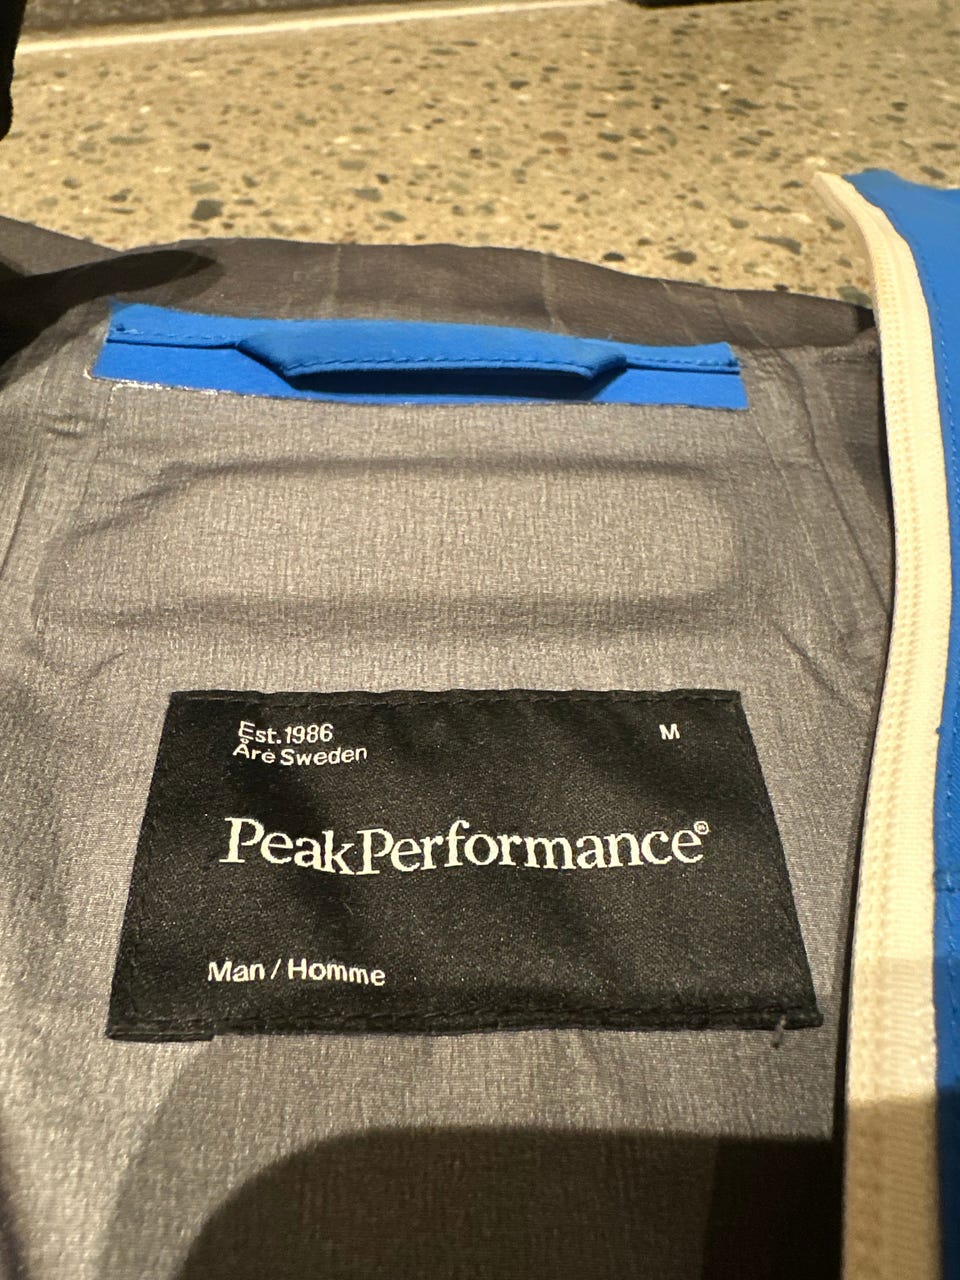 Est.1986
Åre Sweden
M
PeakPerformance®
Man / Homme